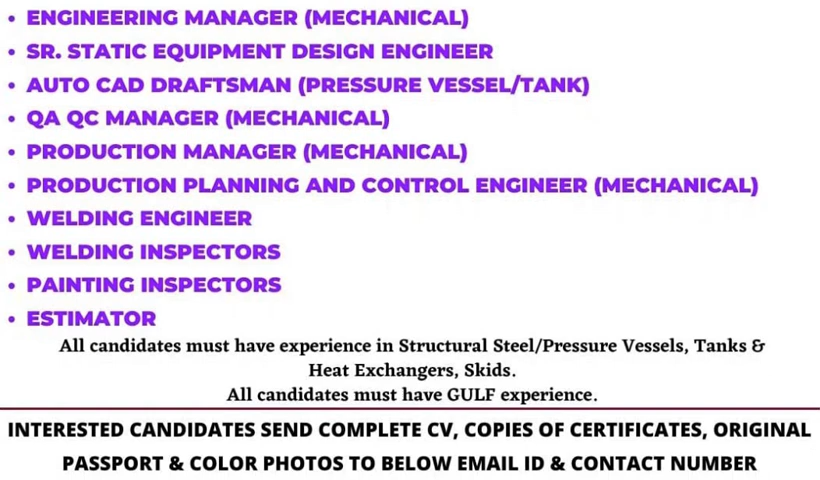 • ENGINEERING MANAGER (MECHANICAL)
• SR. STATIC EQUIPMENT DESIGN ENGINEER
• AUTO CAD DRAFTSMAN (PRESSURE VESSEL/TANK)
• QA QC MANAGER (MECHANICAL)
• PRODUCTION MANAGER (MECHANICAL)
• PRODUCTION PLANNING AND CONTROL ENGINEER (MECHANICAL)
• WELDING ENGINEER
• WELDING INSPECTORS
• PAINTING INSPECTORS
• ESTIMATOR
All candidates must have experience in Structural Steel/Pressure Vessels, Tanks &
Heat Exchangers, Skids.
All candidates must have GULF experience.
INTERESTED CANDIDATES SEND COMPLETE CV, COPIES OF CERTIFICATES, ORIGINAL
PASSPORT & COLOR PHOTOS TO BELOW EMAIL ID & CONTACT NUMBER